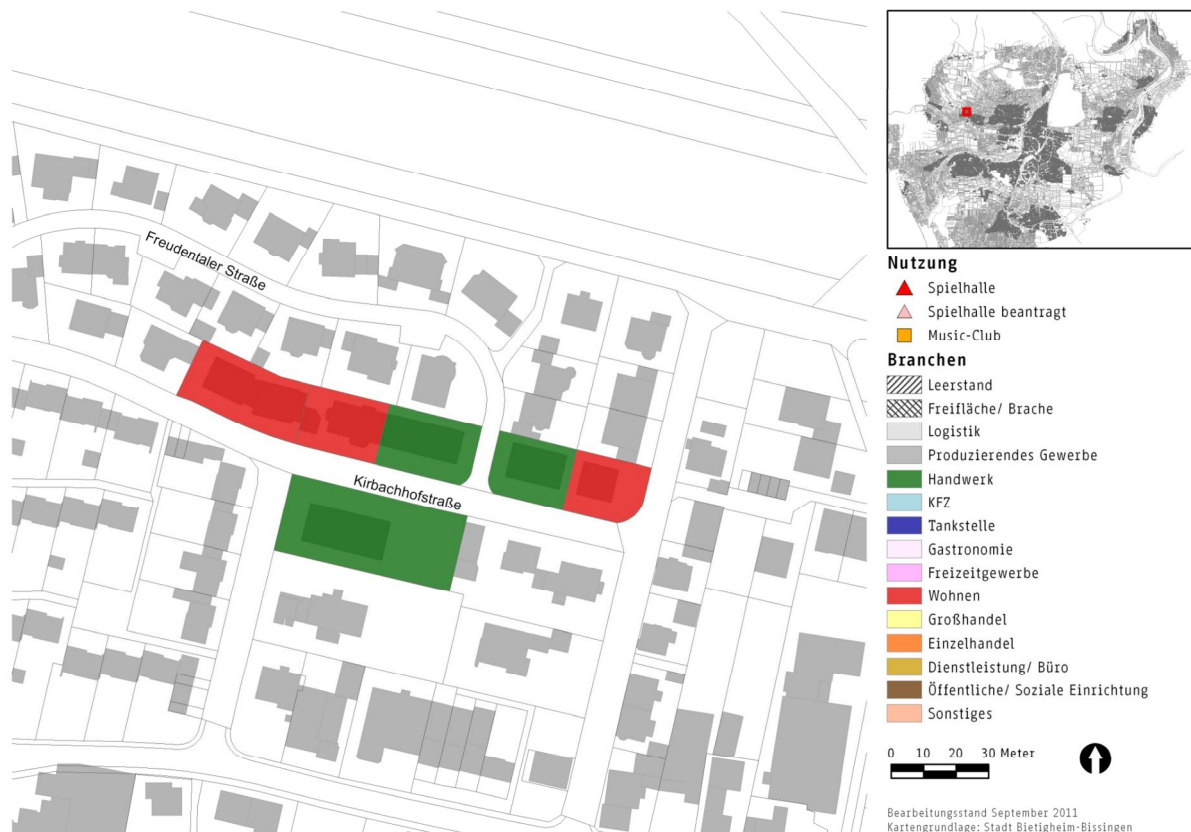 Freudentaler Straße
Kirbachhofstraße
Nutzung
Spielhalle
Spielhalle beantragt
Music-Club
Branchen
Leerstand
Freifläche/ Brache
Logistik
Produzierendes Gewerbe
Handwerk
KFZ
Tankstelle
Gastronomie
Freizeitgewerbe
Wohnen
Großhandel
Einzelhandel
Dienstleistung/ Büro
Öffentliche/ Soziale Einrichtung
Sonstiges
0 10 20 30 Meter
Bearbeitungsstand September 2011
Kartengrundlage: Stadt Bietigheim-Bissingen